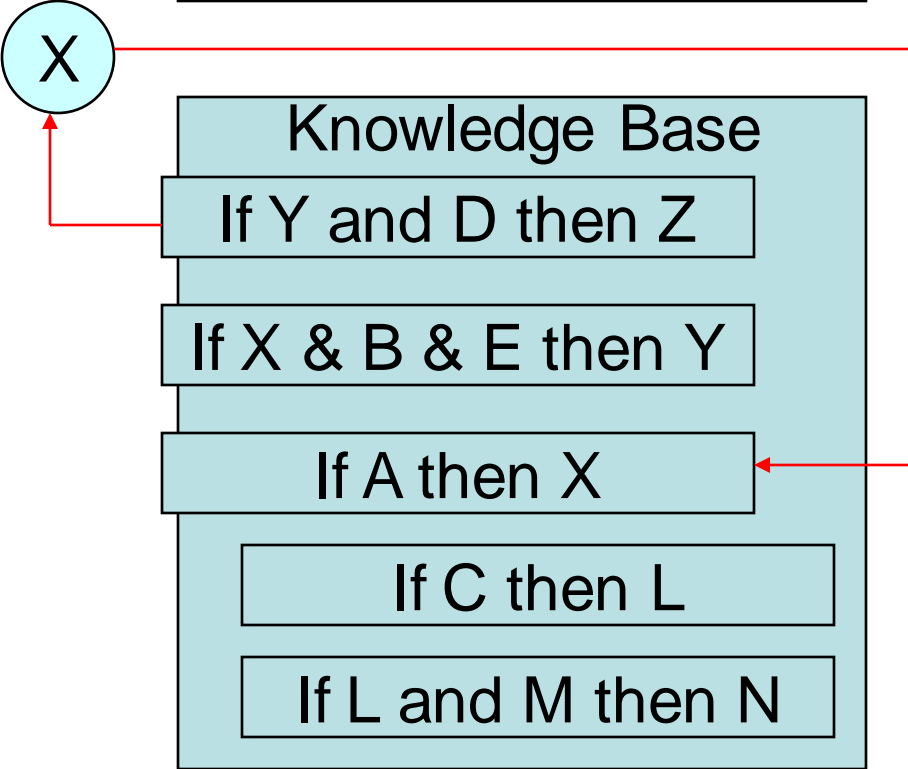 X
Knowledge Base
If Y and D then Z
If X & B & E then Y
If A then X
If C then L
If L and M then N